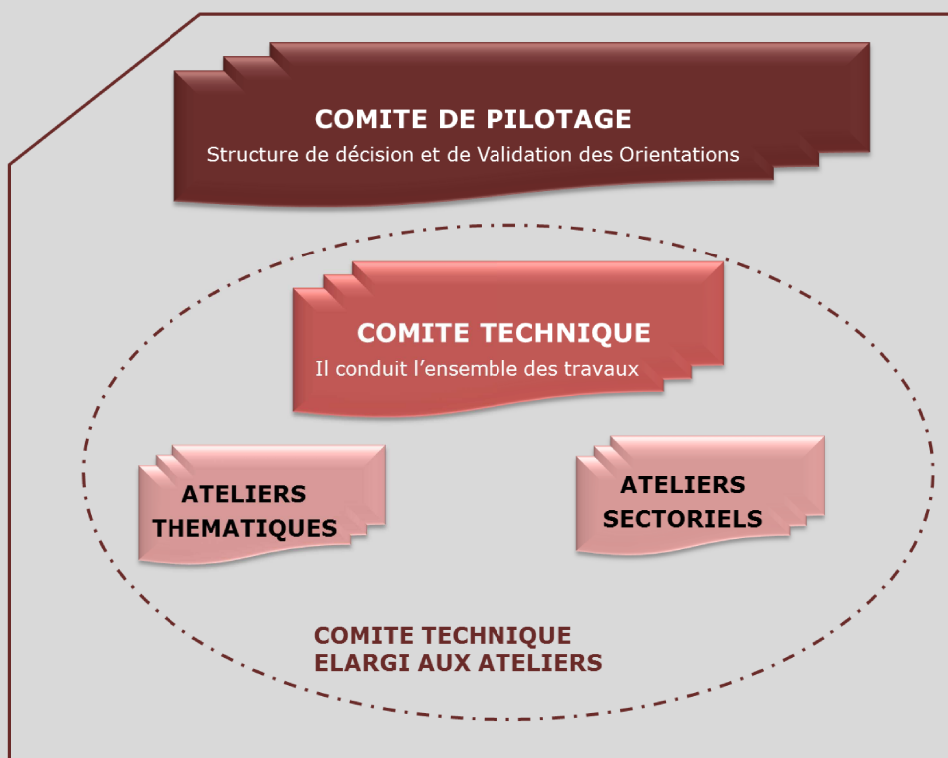 COMITE DE PILOTAGE
Structure de décision et de Validation des Orientations
COMITE TECHNIQUE
Il conduit l’ensemble des travaux
ATELIERS
THEMATIQUES
ATELIERS
SECTORIELS
COMITE TECHNIQUE
ELARGI AUX ATELIERS